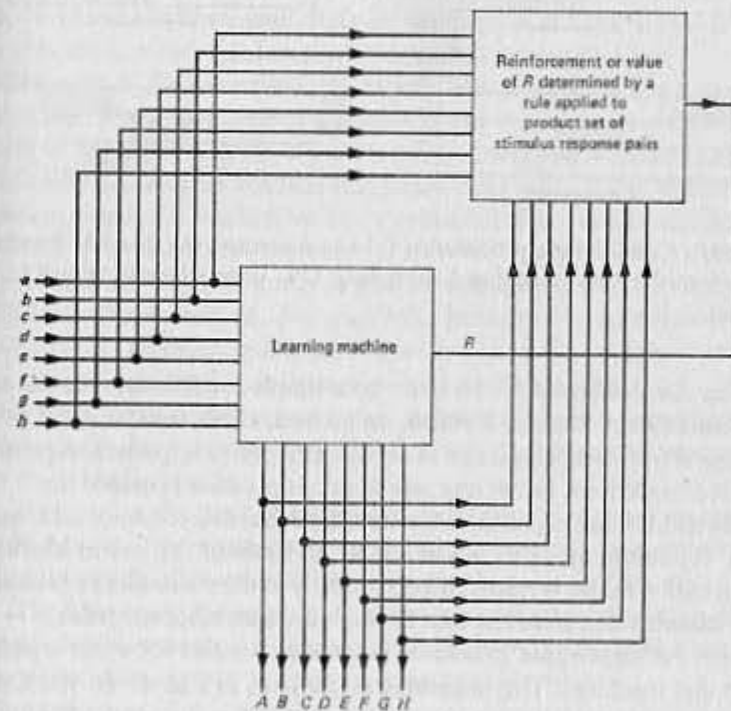 Reinforcement or value
of R determined by a
rule applied to
product set of
stimulus response pairs
a
b
c
d
e
f
g
h
Learning machine
R
A B C D E F G H